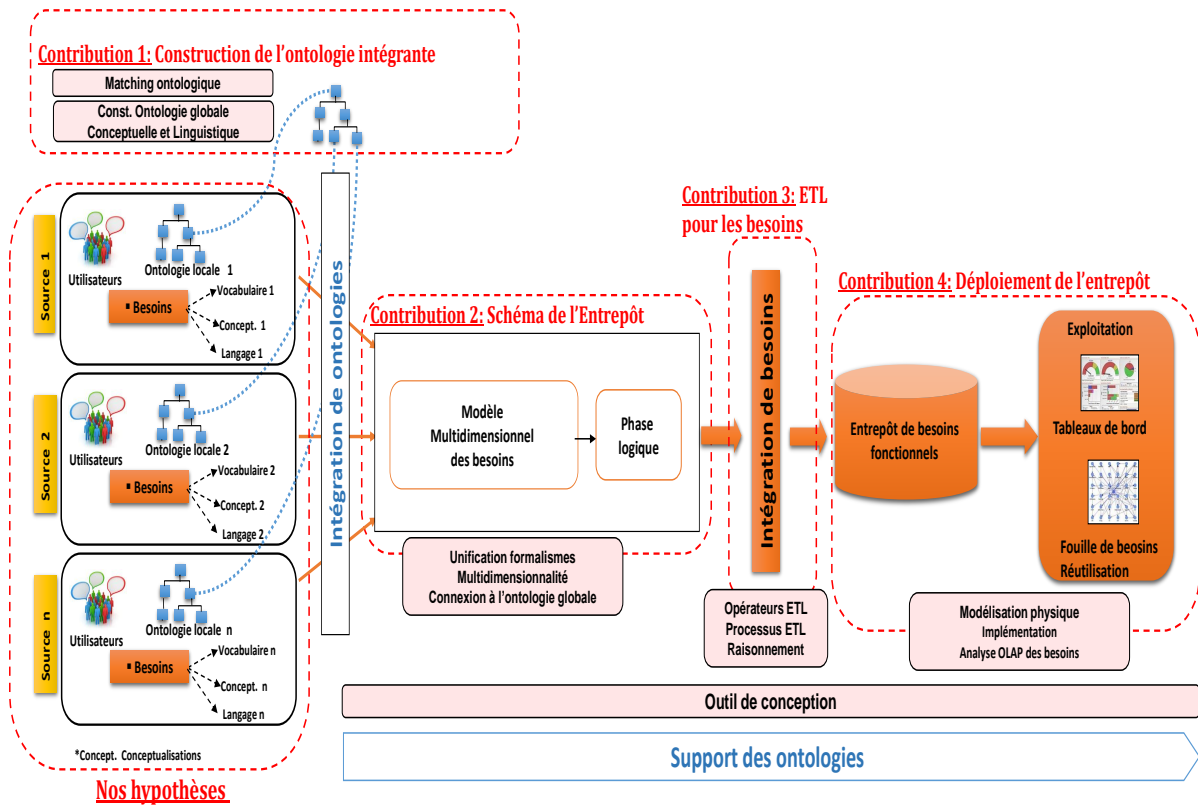 Contribution 1: Construction de l'ontologie intégrante
Matching ontologique
Const. Ontologie globale
Conceptuelle et Linguistique
Source 1
Utilisateurs
Ontologie locale 1
▪ Besoins
Vocabulaire 1
Concept. 1
Langage 1
Source 2
Utilisateurs
Ontologie locale 2
▪ Besoins
Vocabulaire 2
Concept. 2
Langage 2
Source n
Utilisateurs
Ontologie locale n
▪ Besoins
Vocabulaire n
Concept. n
Langage n
*Concept. Conceptualisations
Nos hypothèses
Intégration de ontologies
Contribution 2: Schéma de l'Entrepôt
Modèle
Multidimensionnel
des besoins
Phase
logique
Unification formalismes
Multidimensionnalité
Connexion à l'ontologie globale
Contribution 3: ETL
pour les besoins
Intégration de besoins
Opérateurs ETL
Processus ETL
Raisonnement
Contribution 4: Déploiement de l'entrepôt
Entrepôt de besoins
fonctionnels
Exploitation
Tableaux de bord
Fouille de beosins
Réutilisation
Modélisation physique
Implémentation
Analyse OLAP des besoins
Outil de conception
Support des ontologies